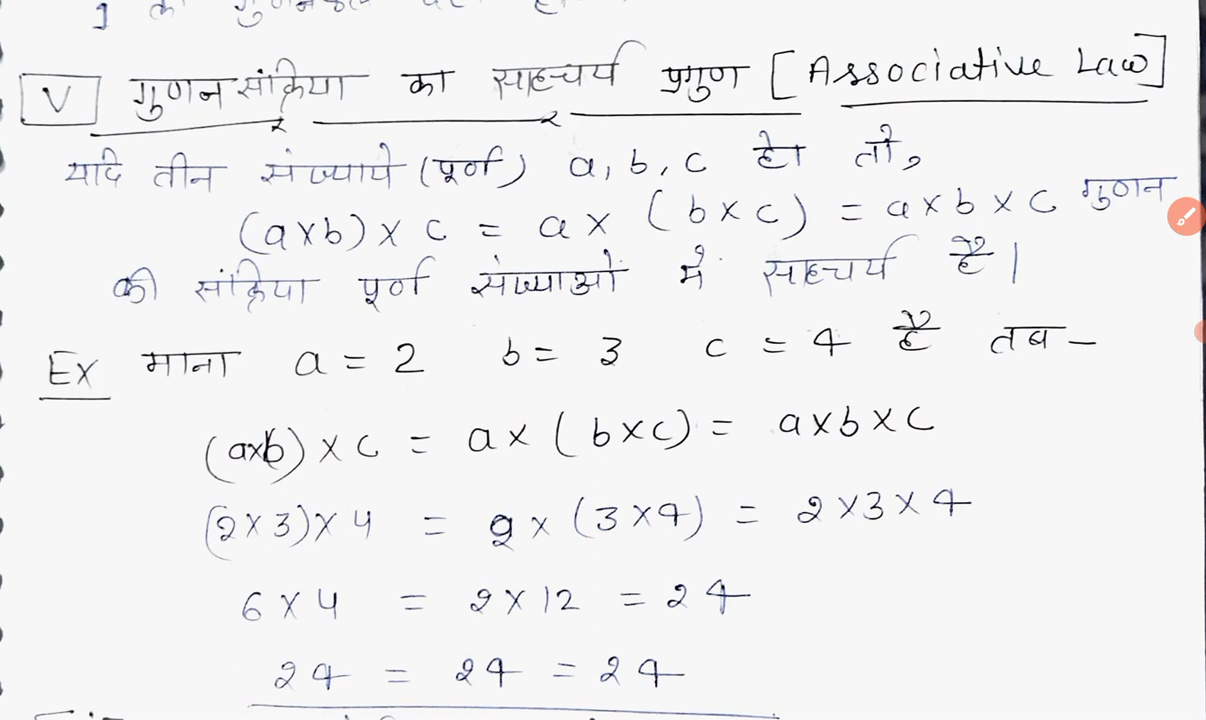 V गुणन संक्रिया का साहचर्य प्रगुण [Associative Law]
यदि तीन संख्याये (पूर्ण) a, b, c हो तो,
(a×b) × c = a × (b×c) = a×b×c गुणन
की संक्रिया पूर्ण संख्याओं में साहचर्य है।
Ex माना a = 2 b = 3 c = 4 है तब -
(a×b) × c = a× (b×c) = a×b×c
(2×3)×4 = 2 × (3×4) = 2×3×4
6 × 4 = 2 × 12 = 24
24 = 24 = 24